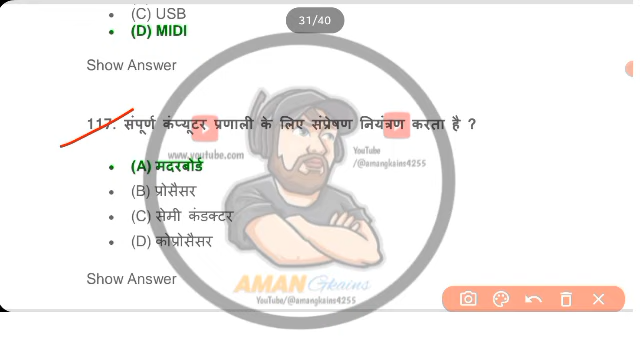 (C) USB
31/40
(D) MIDI
Show Answer
117. संपूर्ण कंप्यूटर प्रणाली के लिए संप्रेषण नियंत्रण करता है ?
www.youtube.com
YouTube
/@amangkains4255
(A) मदरबोर्ड
(B) प्रोसैसर
(C) सेमी कंडक्टर
(D) कोप्रोसैसर
Show Answer
AMAN Gkains
YouTube/@amangkains4255